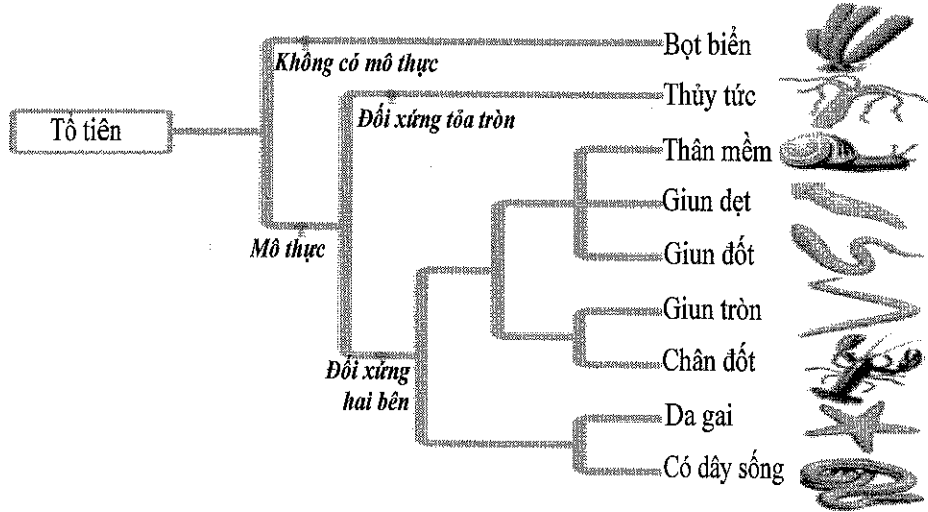 Bọt biển
Không có mô thực
Thủy tức
Đối xứng tỏa tròn
Tổ tiên
Thân mềm
Giun dẹt
Mô thực
Giun đốt
Giun tròn
Chân đốt
Đối xứng
hai bên
Da gai
Có dây sống